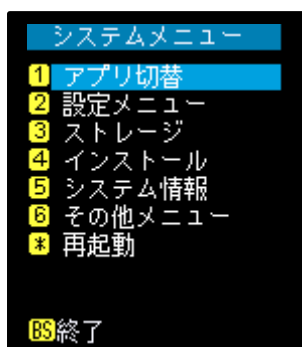 システムメニュー
1 アプリ切替
2 設定メニュー
3 ストレージ
4 インストール
5 システム情報
6 その他メニュー
* 再起動
BS終了